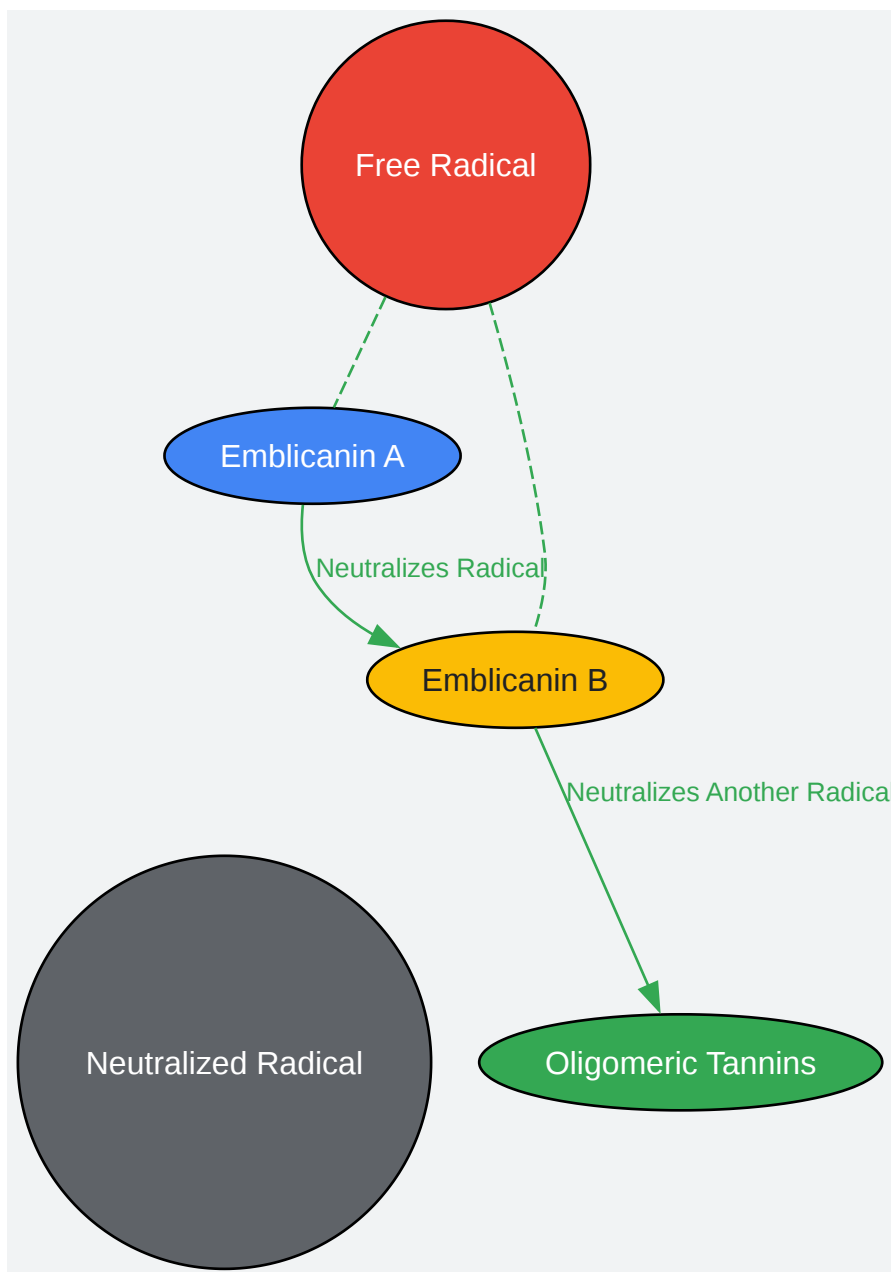 Free Radical
Emblicanin A
Neutralizes Radical
Emblicanin B
Neutralizes Another Radical
Neutralized Radical
Oligomeric Tannins